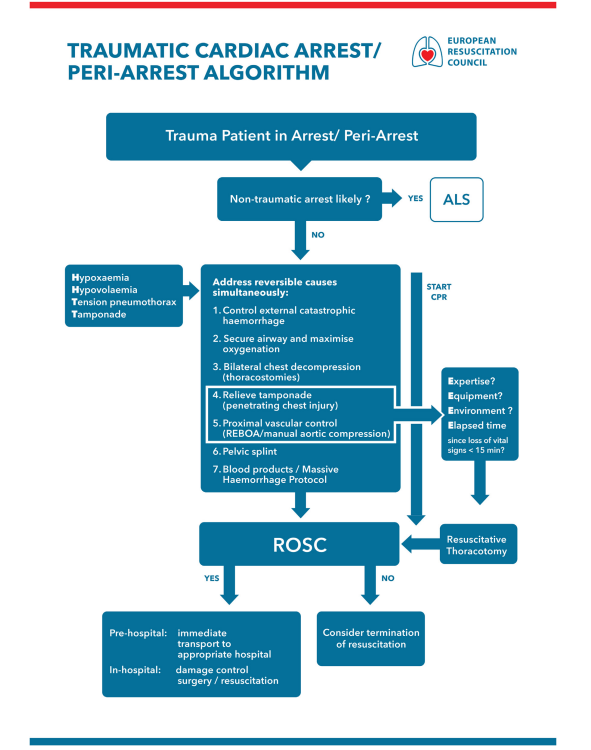 TRAUMATIC CARDIAC ARREST/
PERI-ARREST ALGORITHM
EUROPEAN
RESUSCITATION
COUNCIL
Trauma Patient in Arrest/ Peri-Arrest
Non-traumatic arrest likely ?
YES
ALS
NO
Hypoxaemia
Hypovolaemia
Tension pneumothorax
Tamponade
Address reversible causes
simultaneously:
1. Control external catastrophic
haemorrhage
2. Secure airway and maximise
oxygenation
3. Bilateral chest decompression
(thoracostomies)
4. Relieve tamponade
(penetrating chest injury)
5. Proximal vascular control
(REBOA/manual aortic compression)
6. Pelvic splint
7. Blood products / Massive
Haemorrhage Protocol
START
CPR
Expertise?
Equipment?
Environment ?
Elapsed time
since loss of vital
signs < 15 min?
Resuscitative
Thoracotomy
ROSC
YES
NO
Pre-hospital: immediate
transport to
appropriate hospital
In-hospital: damage control
surgery / resuscitation
Consider termination
of resuscitation